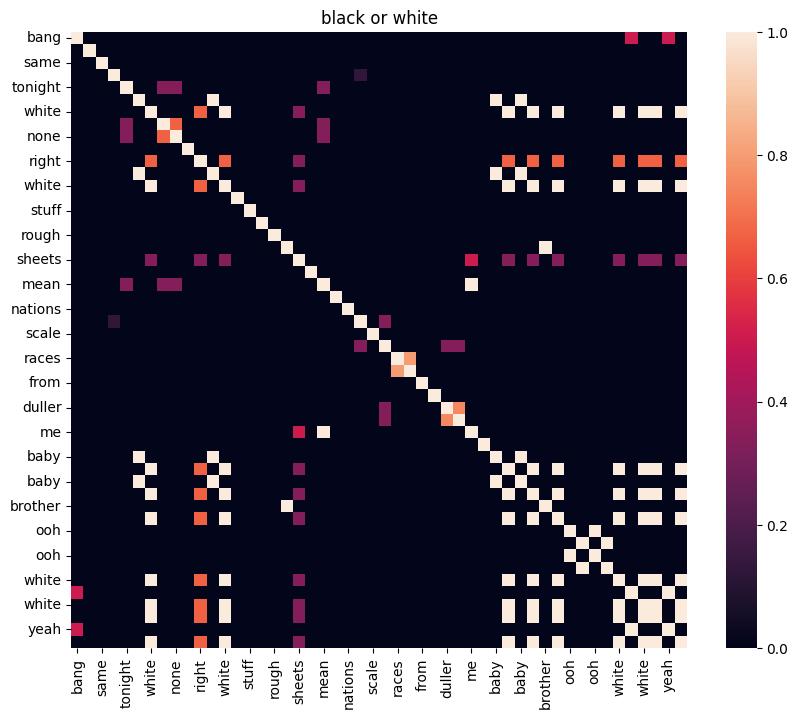 black or white
bang
same
tonight
white
none
right
white
stuff
rough
sheets
mean
nations
scale
races
from
duller
me
baby
baby
brother
ooh
ooh
white
white
yeah
1.0
0.8
0.6
0.4
0.2
0.0
bang
same
tonight
white
none
right
white
stuff
rough
sheets
mean
nations
scale
races
from
duller
me
baby
baby
brother
ooh
ooh
white
white
yeah